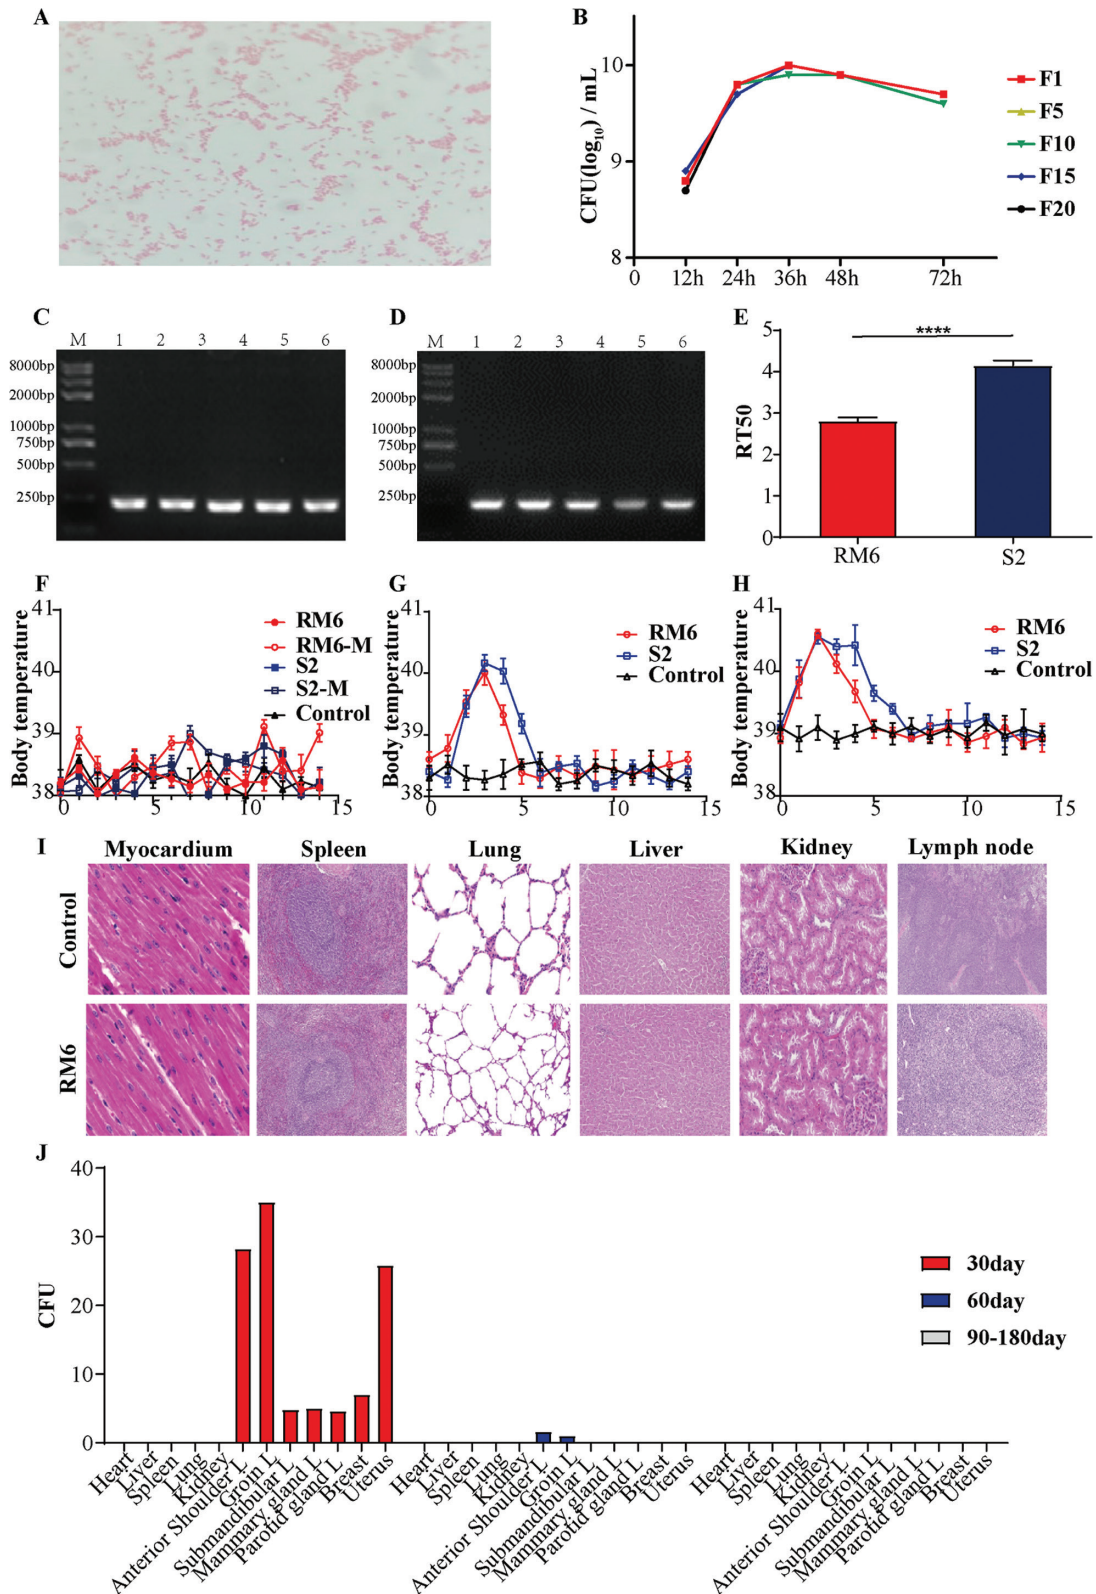 A
B
CFU(log10) / mL
10
9
8
0
12h
24h
36h
48h
72h
F1
F5
F10
F15
F20
C
M 1 2 3 4 5 6
8000bp
2000bp
1000bp
750bp
500bp
250bp
D
M 1 2 3 4 5 6
8000bp
2000bp
1000bp
750bp
500bp
250bp
E
****
RT50
5
4
3
2
1
0
RM6
S2
F
Body temperature
41
40
39
38
0 5 10 15
RM6
RM6-M
S2
S2-M
Control
G
Body temperature
41
40
39
38
0 5 10 15
RM6
S2
Control
H
Body temperature
41
40
39
38
0 5 10 15
RM6
S2
Control
I
Myocardium Spleen Lung Liver Kidney Lymph node
Control
RM6
J
CFU
40
30
20
10
0
30day
60day
90-180day
Heart
Liver
Spleen
Lung
Kidney
Anterior Shoulder L
Groin L
Submandibular L
Mammary gland L
Parotid gland L
Breast
Uterus
Heart
Liver
Spleen
Lung
Kidney
Anterior Shoulder L
Groin L
Submandibular L
Mammary gland L
Parotid gland L
Breast
Uterus
Heart
Liver
Spleen
Lung
Kidney
Anterior Shoulder L
Groin L
Submandibular L
Mammary gland L
Parotid gland L
Breast
Uterus